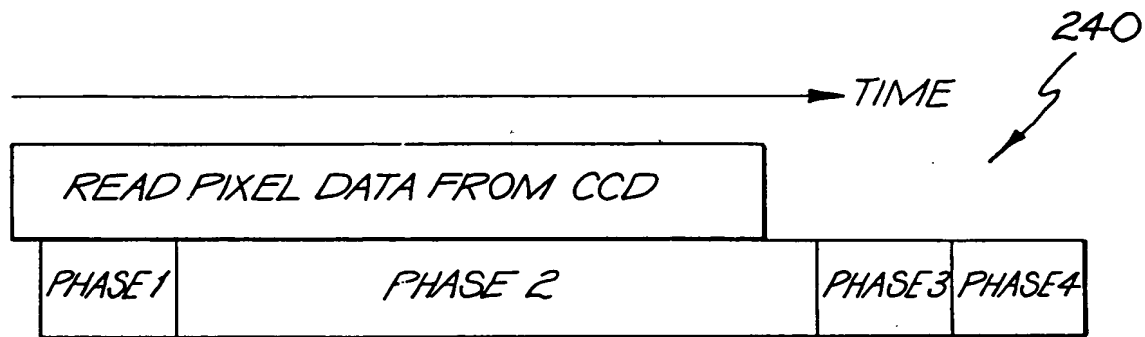 240
TIME
READ PIXEL DATA FROM CCD
PHASE 1 PHASE 2 PHASE 3 PHASE 4